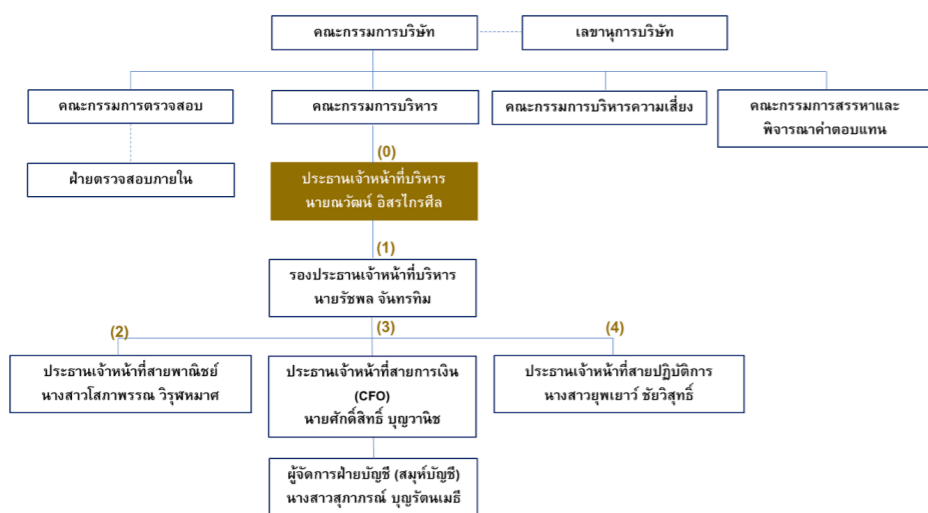 คณะกรรมการบริษัท
เลขานุการบริษัท
คณะกรรมการตรวจสอบ
คณะกรรมการบริหาร
คณะกรรมการบริหารความเสี่ยง
คณะกรรมการสรรหาและ
พิจารณาค่าตอบแทน
ฝ่ายตรวจสอบภายใน
(0)
ประธานเจ้าหน้าที่บริหาร
นายณวัฒน์ อิสรไกรศีล
(1)
รองประธานเจ้าหน้าที่บริหาร
นายรัชพล จันทรทิม
(2)
ประธานเจ้าหน้าที่สายพาณิชย์
นางสาวโสภาพรรณ วิรุฬหมาศ
(3)
ประธานเจ้าหน้าที่สายการเงิน
(CFO)
นายศักดิ์สิทธิ์ บุญวานิช
(4)
ประธานเจ้าหน้าที่สายปฏิบัติการ
นางสาวยุพเยาว์ ชัยวิสุทธิ์
ผู้จัดการฝ่ายบัญชี (สมุห์บัญชี)
นางสาวสุภาภรณ์ บุญรัตนเมธี